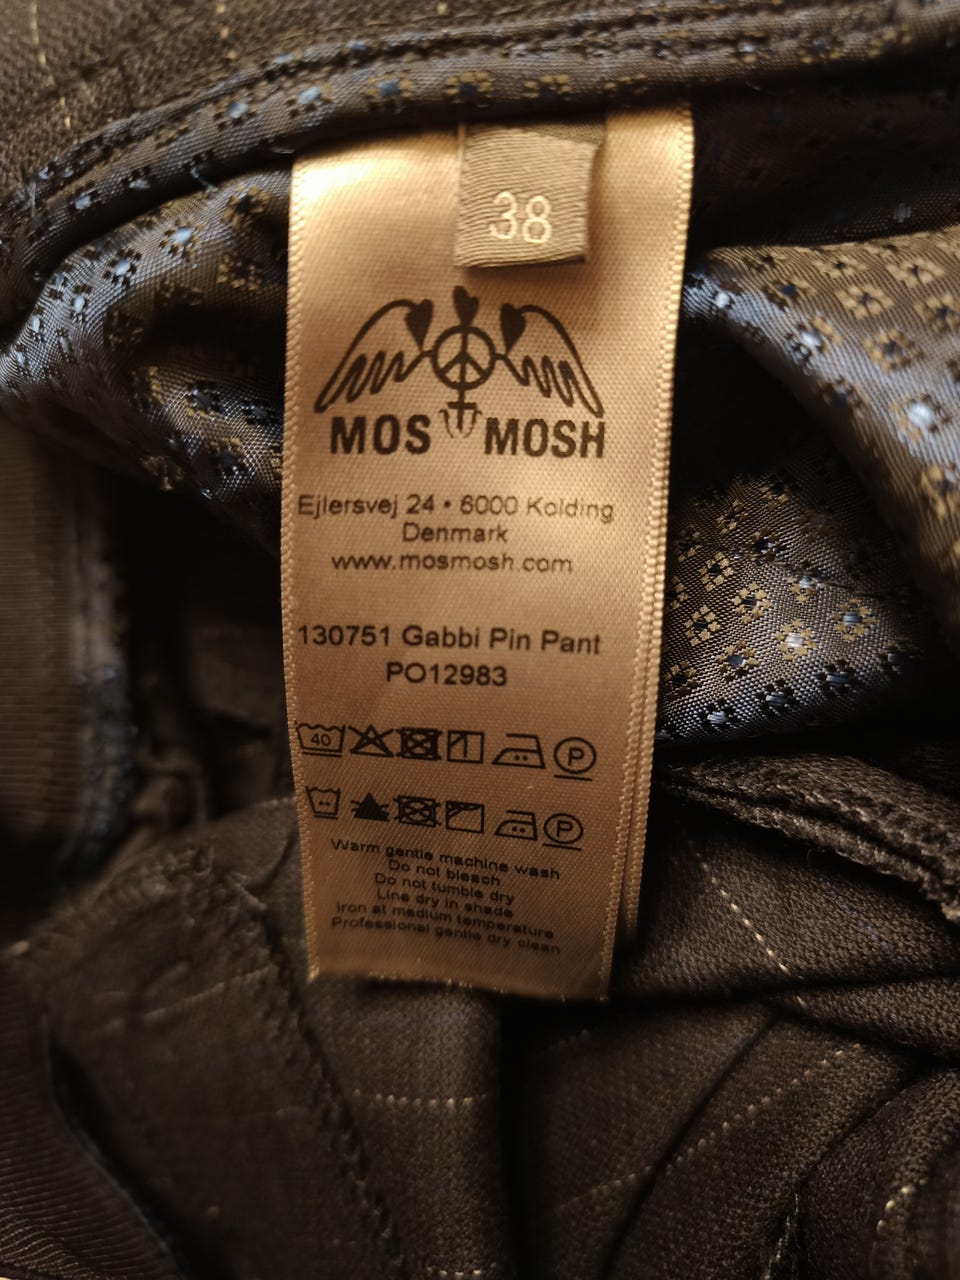 38
MOS MOSH
Ejlersvej 24 • 6000 Kolding
Denmark
www.mosmosh.com
130751 Gabbi Pin Pant
PO12983
40 P
P
Warm gentle machine wash
Do not bleach
Do not tumble dry
Line dry in shade
Iron at medium temperature
Professional gentle dry clean